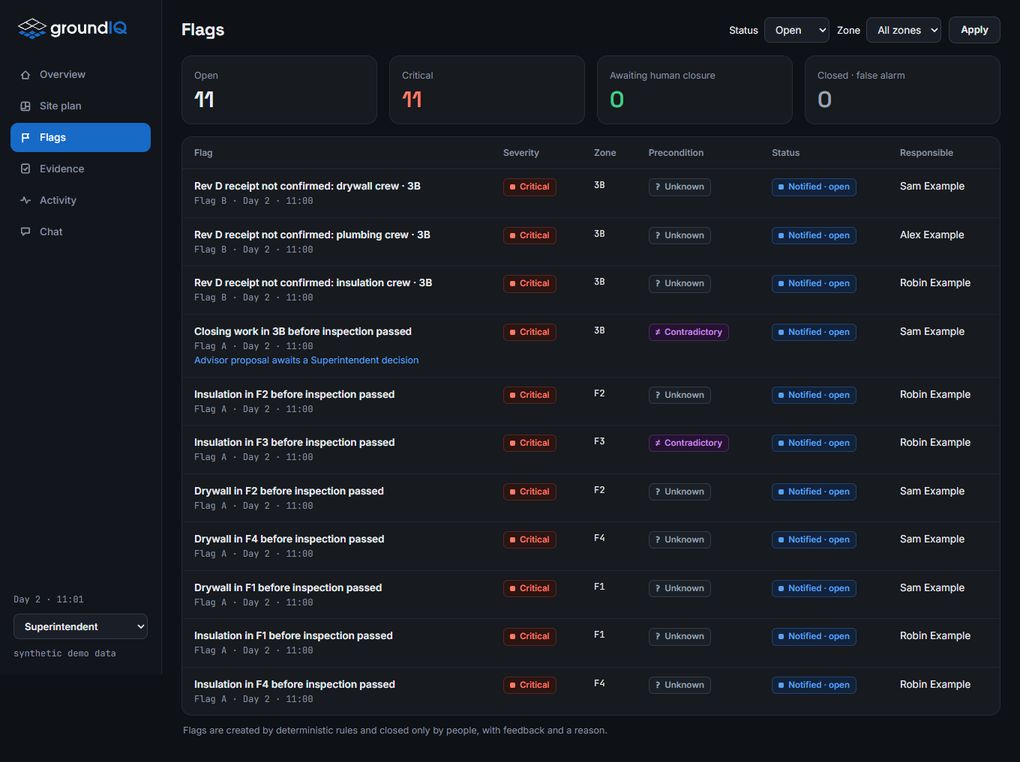 groundIQ
Overview
Site plan
Flags
Evidence
Activity
Chat
Day 2 · 11:01
Superintendent
synthetic demo data
Flags
Status Open Zone All zones Apply
Open
11
Critical
11
Awaiting human closure
0
Closed · false alarm
0
Flag Severity Zone Precondition Status Responsible
Rev D receipt not confirmed: drywall crew · 3B Critical 3B ? Unknown Notified · open Sam Example
Flag B · Day 2 · 11:00
Rev D receipt not confirmed: plumbing crew · 3B Critical 3B ? Unknown Notified · open Alex Example
Flag B · Day 2 · 11:00
Rev D receipt not confirmed: insulation crew · 3B Critical 3B ? Unknown Notified · open Robin Example
Flag B · Day 2 · 11:00
Closing work in 3B before inspection passed Critical 3B ≠ Contradictory Notified · open Sam Example
Flag A · Day 2 · 11:00
Advisor proposal awaits a Superintendent decision
Insulation in F2 before inspection passed Critical F2 ? Unknown Notified · open Robin Example
Flag A · Day 2 · 11:00
Insulation in F3 before inspection passed Critical F3 ≠ Contradictory Notified · open Robin Example
Flag A · Day 2 · 11:00
Drywall in F2 before inspection passed Critical F2 ? Unknown Notified · open Sam Example
Flag A · Day 2 · 11:00
Drywall in F4 before inspection passed Critical F4 ? Unknown Notified · open Sam Example
Flag A · Day 2 · 11:00
Drywall in F1 before inspection passed Critical F1 ? Unknown Notified · open Sam Example
Flag A · Day 2 · 11:00
Insulation in F1 before inspection passed Critical F1 ? Unknown Notified · open Robin Example
Flag A · Day 2 · 11:00
Insulation in F4 before inspection passed Critical F4 ? Unknown Notified · open Robin Example
Flag A · Day 2 · 11:00
Flags are created by deterministic rules and closed only by people, with feedback and a reason.